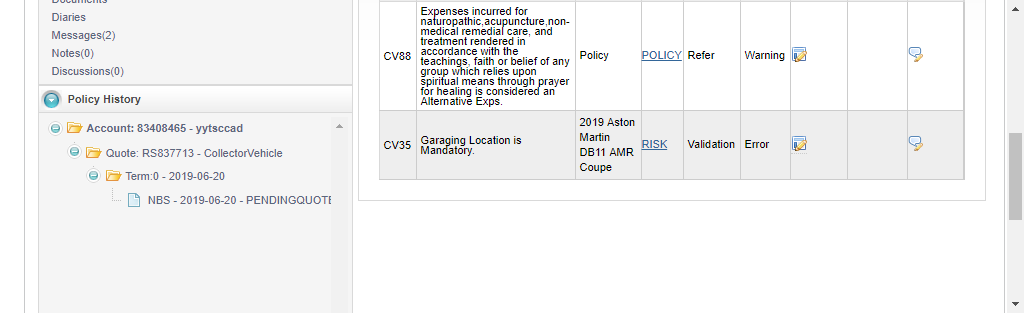 Documents
Diaries
Messages(2)
Notes(0)
Discussions(0)
Policy History
Account: 83408465 - yytsccad
Quote: RS837713 - CollectorVehicle
Term:0 - 2019-06-20
NBS - 2019-06-20 - PENDINGQUOTE
CV88
Expenses incurred for
naturopathic,acupuncture,non-
medical remedial care, and
treatment rendered in
accordance with the
teachings, faith or belief of any
group which relies upon
spiritual means through prayer
for healing is considered an
Alternative Exps.
Policy
POLICY
Refer
Warning
CV35
Garaging Location is
Mandatory.
2019 Aston
Martin
DB11 AMR
Coupe
RISK
Validation
Error